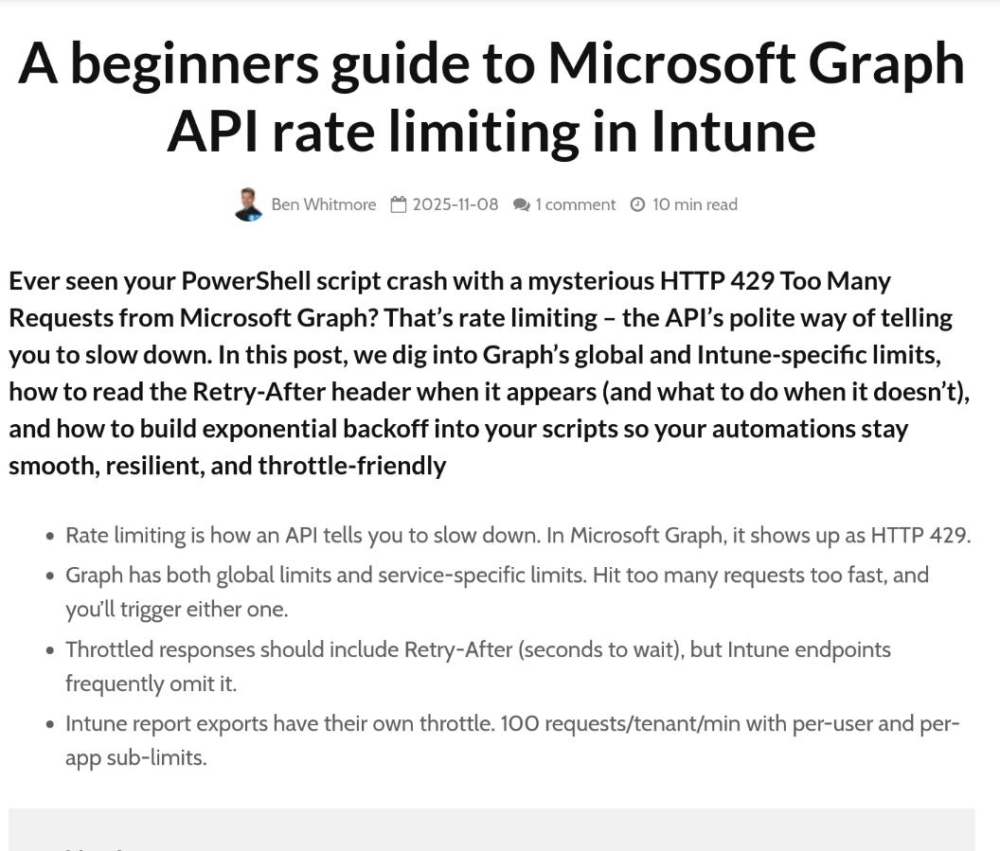 A beginners guide to Microsoft Graph
API rate limiting in Intune
Ben Whitmore 2025-11-08 1 comment 10 min read
Ever seen your PowerShell script crash with a mysterious HTTP 429 Too Many
Requests from Microsoft Graph? That’s rate limiting – the API’s polite way of telling
you to slow down. In this post, we dig into Graph’s global and Intune-specific limits,
how to read the Retry-After header when it appears (and what to do when it doesn’t),
and how to build exponential backoff into your scripts so your automations stay
smooth, resilient, and throttle-friendly
• Rate limiting is how an API tells you to slow down. In Microsoft Graph, it shows up as HTTP 429.
• Graph has both global limits and service-specific limits. Hit too many requests too fast, and
you’ll trigger either one.
• Throttled responses should include Retry-After (seconds to wait), but Intune endpoints
frequently omit it.
• Intune report exports have their own throttle. 100 requests/tenant/min with per-user and per-
app sub-limits.